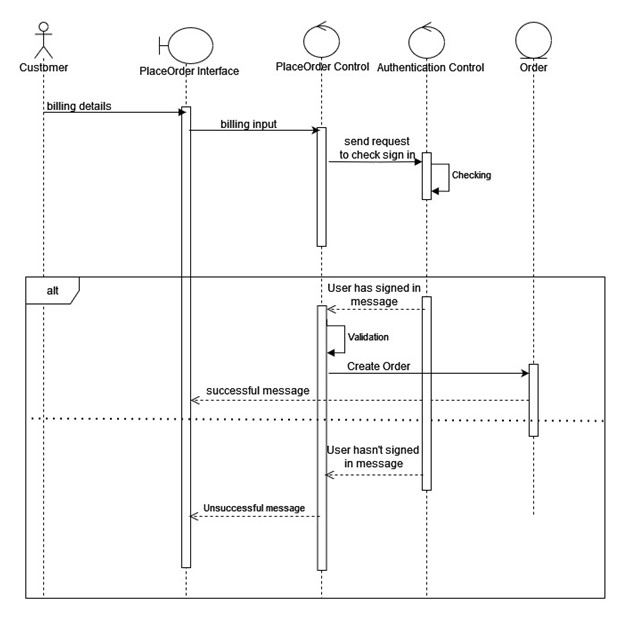 Customer
PlaceOrder Interface
PlaceOrder Control
Authentication Control
Order
billing details
billing input
send request
to check sign in
Checking
alt
User has signed in
message
Validation
Create Order
successful message
User hasn't signed
in message
Unsuccessful message